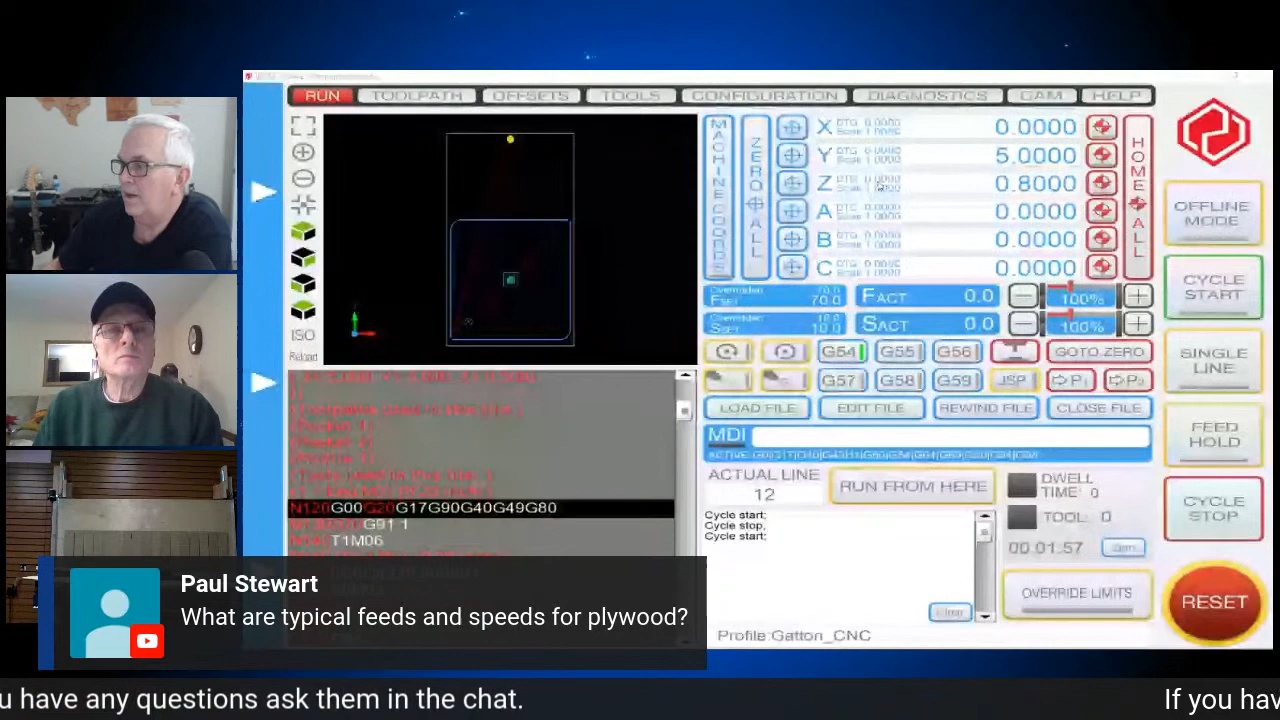 RUN
TOOLPATH
OFFSETS
TOOLS
CONFIGURATION
DIAGNOSTICS
CAM
HELP
MACHINE COORDS
ZERO ALL
X 0.0000
Y 5.0000
Z 0.8000
A 0.0000
B 0.0000
C 0.0000
HOME ALL
ISO
Reload
Overridden 70.0
FSET 70.0
FACT 0.0
100%
SSET 10.0
SACT 0.0
100%
G54
G55
G56
GOTO ZERO
G57
G58
G59
JSP
P1
LOAD FILE
EDIT FILE
REWIND FILE
CLOSE FILE
MDI
ACTUAL LINE
12
RUN FROM HERE
DWELL TIME: 0
TOOL: 0
Cycle start;
Cycle stop,
Cycle start;
00:01:57
OVERRIDE LIMITS
Profile:Gatton_CNC
OFFLINE MODE
CYCLE START
SINGLE LINE
FEED HOLD
CYCLE STOP
RESET
N120G00G20G17G90G40G49G80
G91 1
T1M06
Paul Stewart
What are typical feeds and speeds for plywood?
u have any questions ask them in the chat.
If you hav